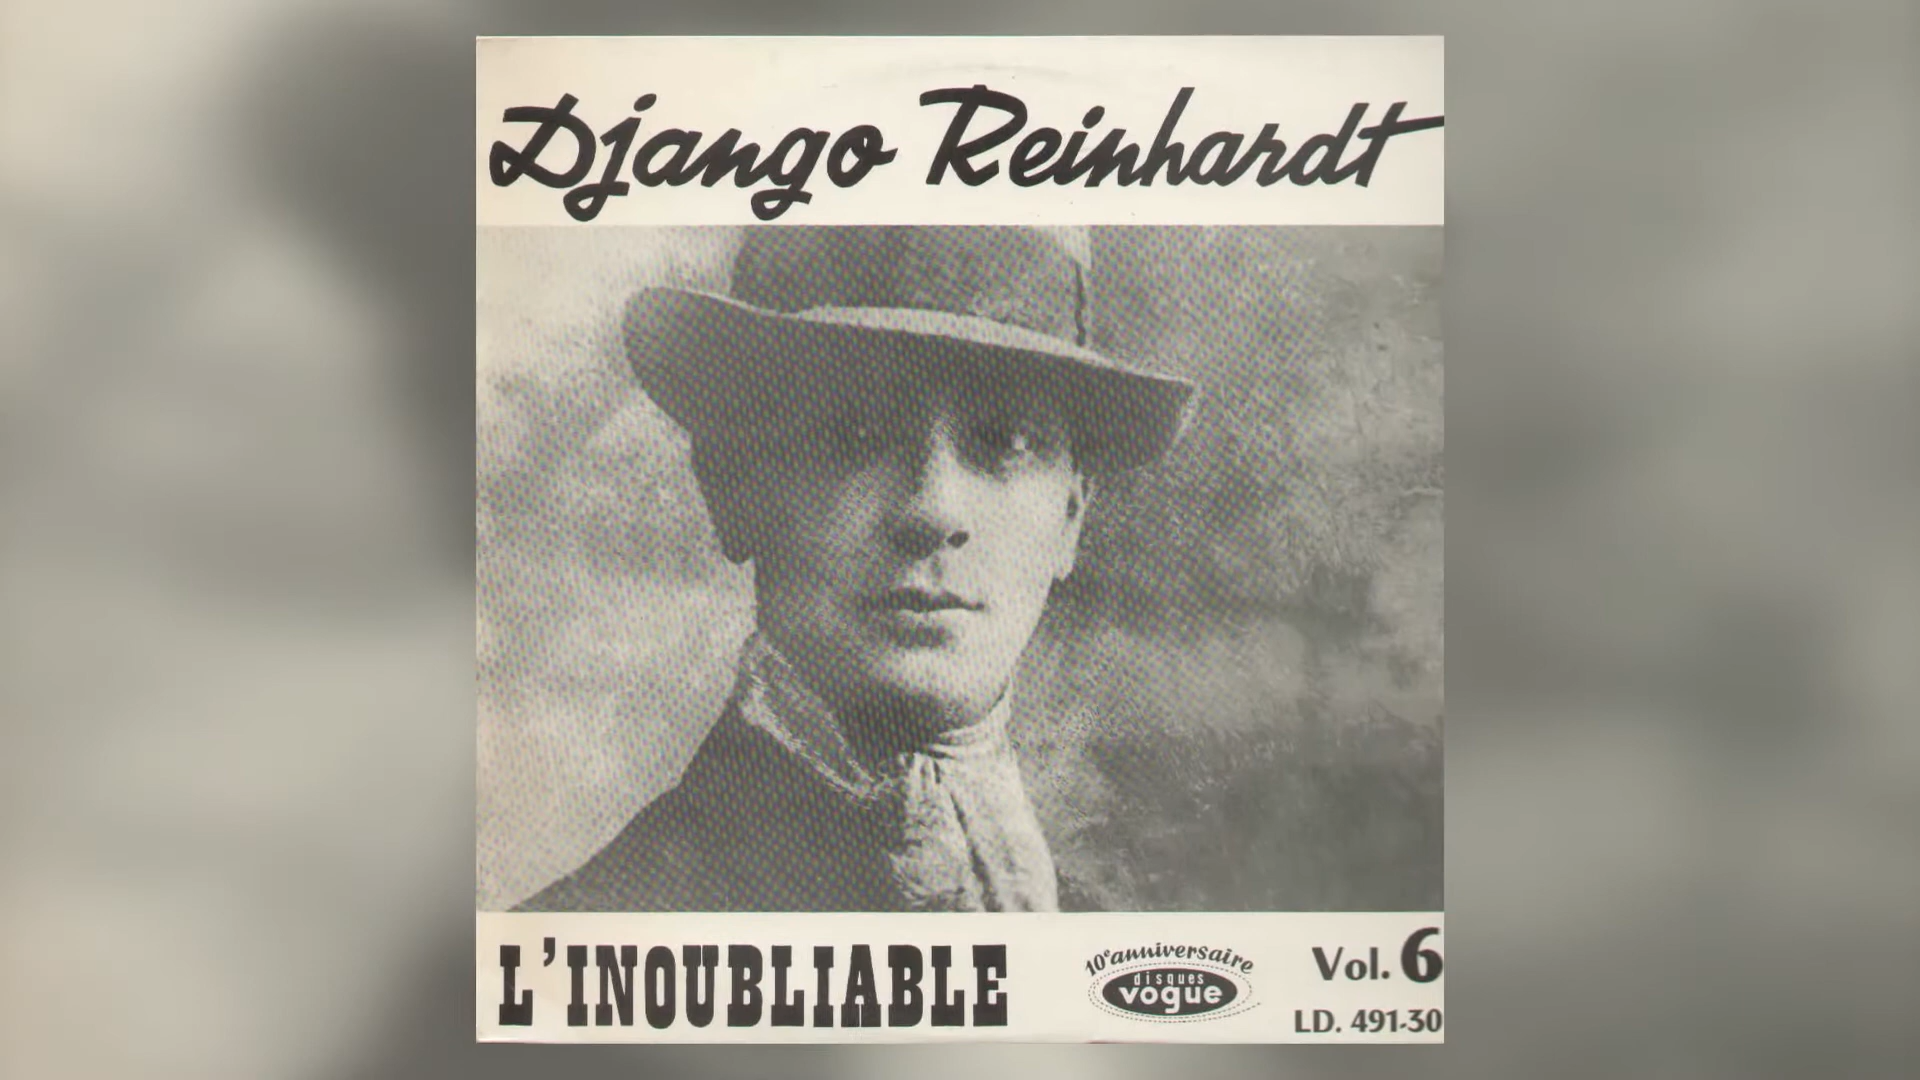 Django Reinhardt
L'INOUBLIABLE
10e anniversaire
disques
vogue
Vol. 6
LD. 491-30